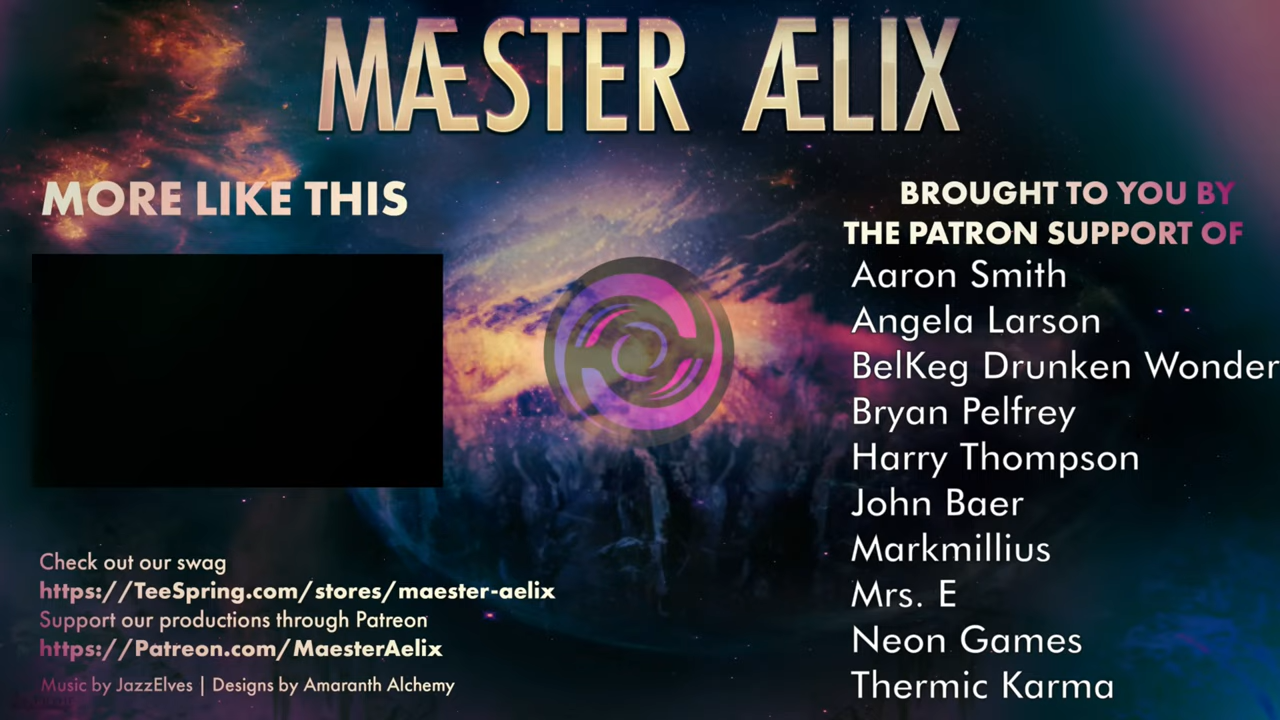 MÆSTER ÆLIX
MORE LIKE THIS
Check out our swag
https://TeeSpring.com/stores/maester-aelix
Support our productions through Patreon
https://Patreon.com/MaesterAelix
Music by JazzElves | Designs by Amaranth Alchemy
BROUGHT TO YOU BY
THE PATRON SUPPORT OF
Aaron Smith
Angela Larson
BelKeg Drunken Wonder
Bryan Pelfrey
Harry Thompson
John Baer
Markmillius
Mrs. E
Neon Games
Thermic Karma